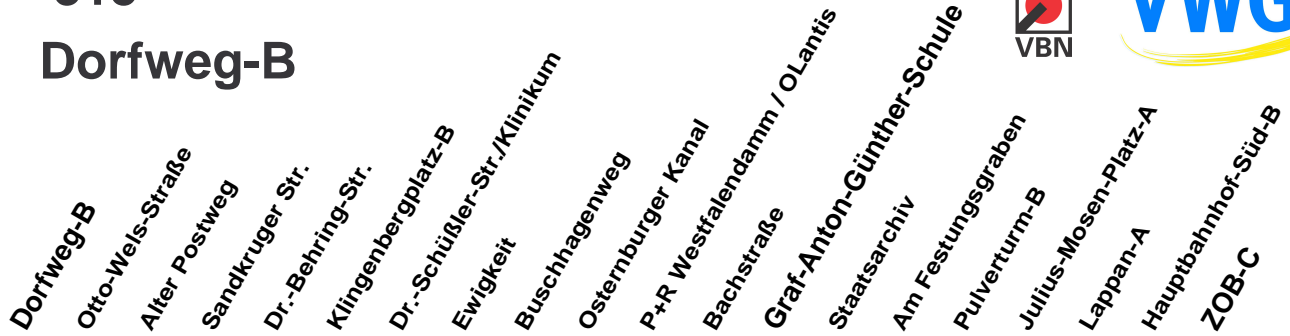 VBN
VWG
Dorfweg-B
Dorfweg-B
Otto-Wels-Straße
Alter Postweg
Sandkruger Str.
Dr.-Behring-Str.
Klingenbergplatz-B
Dr.-Schüßler-Str./Klinikum
Ewigkeit
Buschhagenweg
Osternburger Kanal
P+R Westfalendamm / OLantis
Bachstraße
Graf-Anton-Günther-Schule
Staatsarchiv
Am Festungsgraben
Pulverturm-B
Julius-Mosen-Platz-A
Lappan-A
Hauptbahnhof-Süd-B
ZOB-C